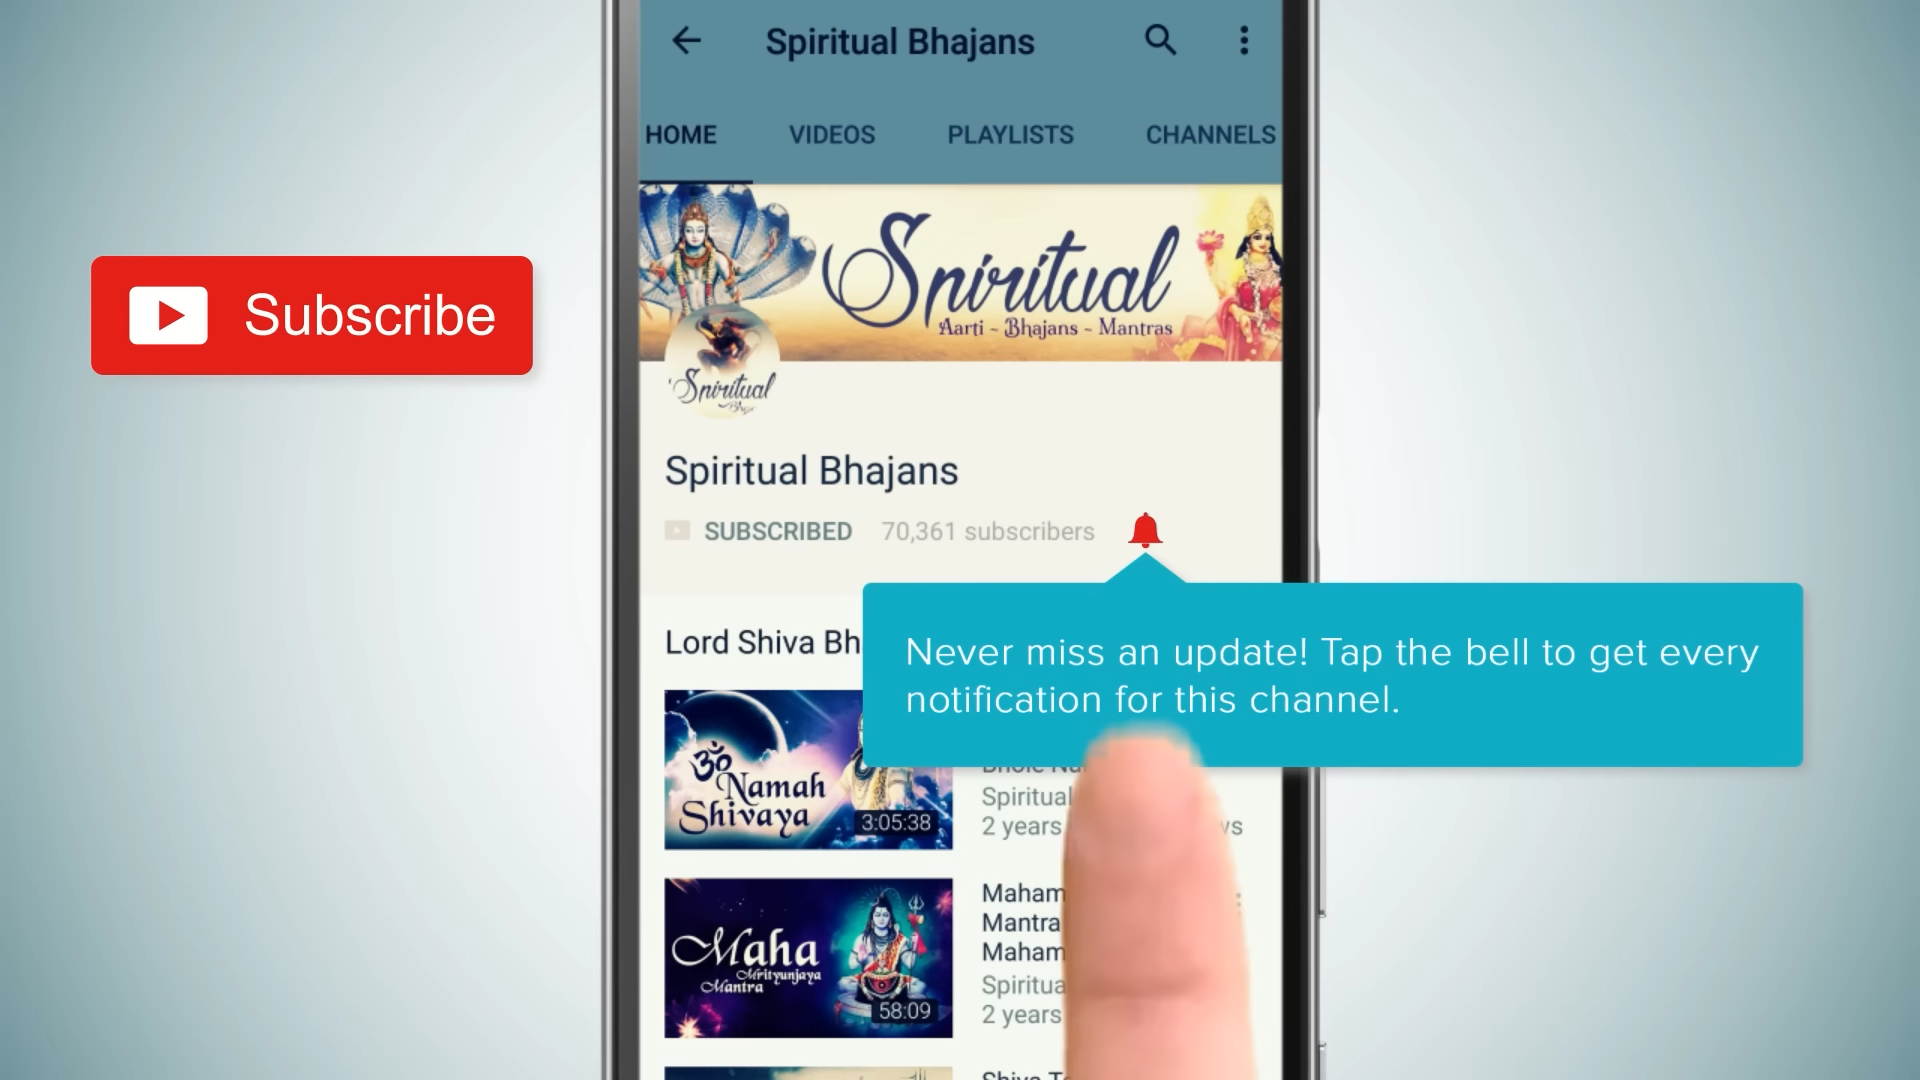 Spiritual Bhajans
HOME VIDEOS PLAYLISTS CHANNELS
Spiritual
Aarti - Bhajans - Mantras
Spiritual
Subscribe
Spiritual Bhajans
SUBSCRIBED 70,361 subscribers
Never miss an update! Tap the bell to get every
notification for this channel.
Lord Shiva Bh
ॐ
Namah
Shivaya
3:05:38
Spiritual
2 years
Maha
Mrityunjaya
Mantra
58:09
Maham
Mantra
Maham
Spiritua
2 years